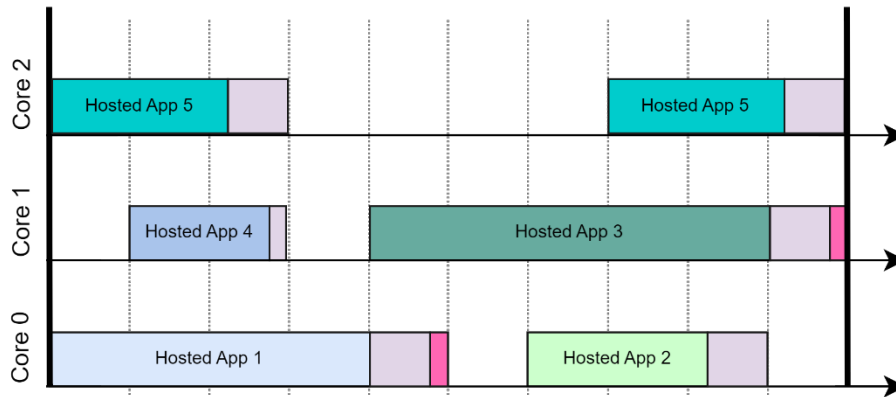 Core 2
Hosted App 5
Hosted App 5
Core 1
Hosted App 4
Hosted App 3
Core 0
Hosted App 1
Hosted App 2